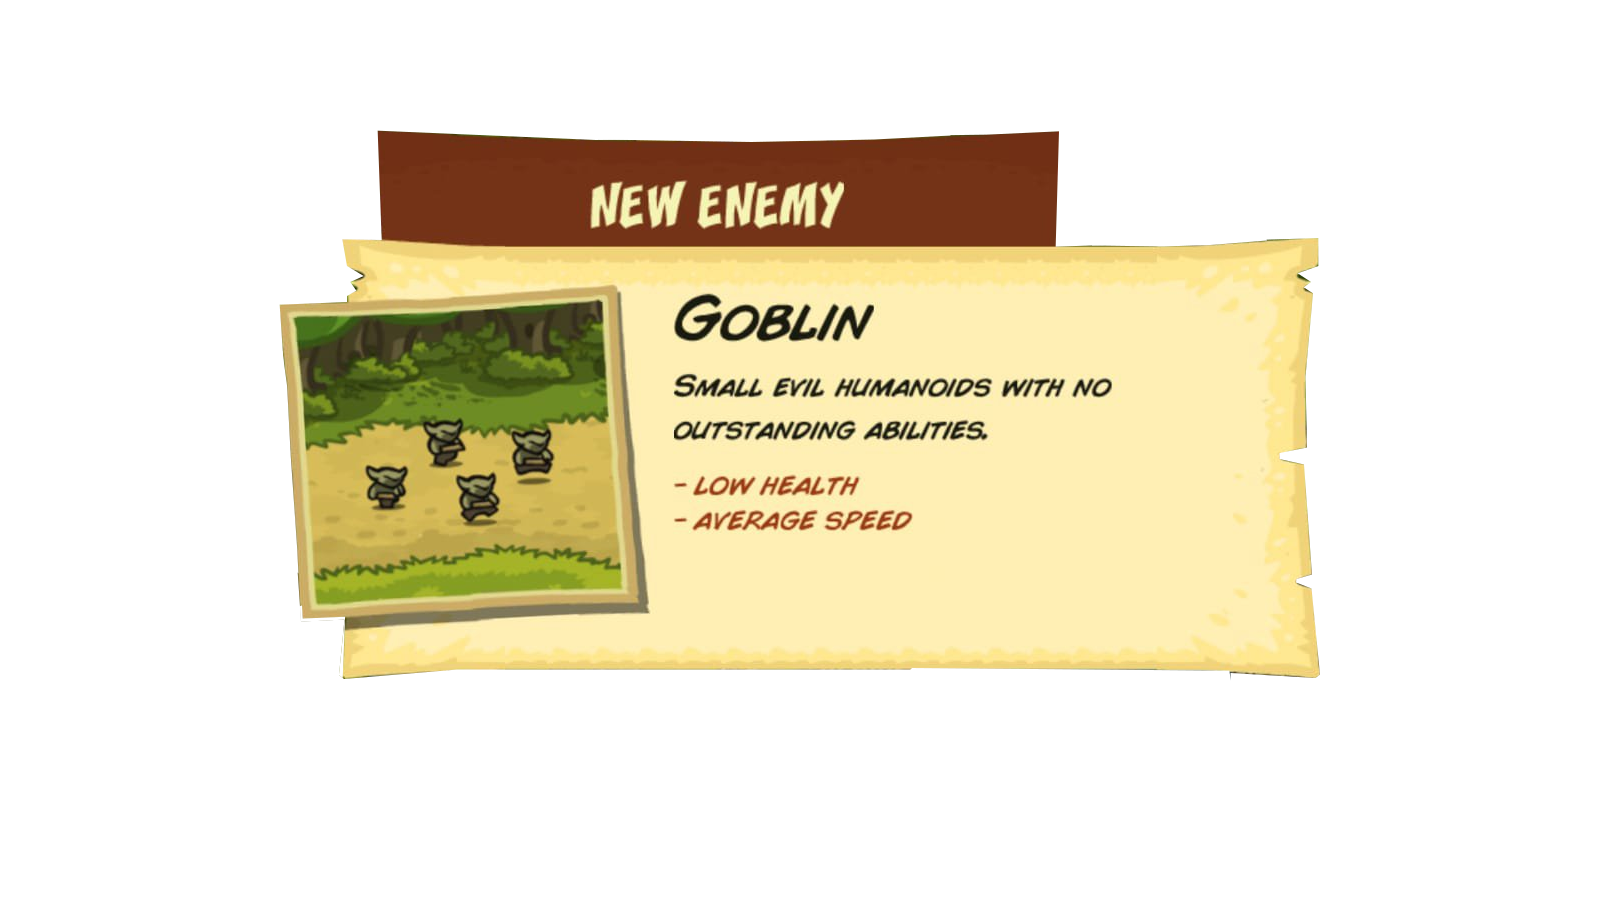 NEW ENEMY
GOBLIN
SMALL EVIL HUMANOIDS WITH NO
OUTSTANDING ABILITIES.
- LOW HEALTH
- AVERAGE SPEED